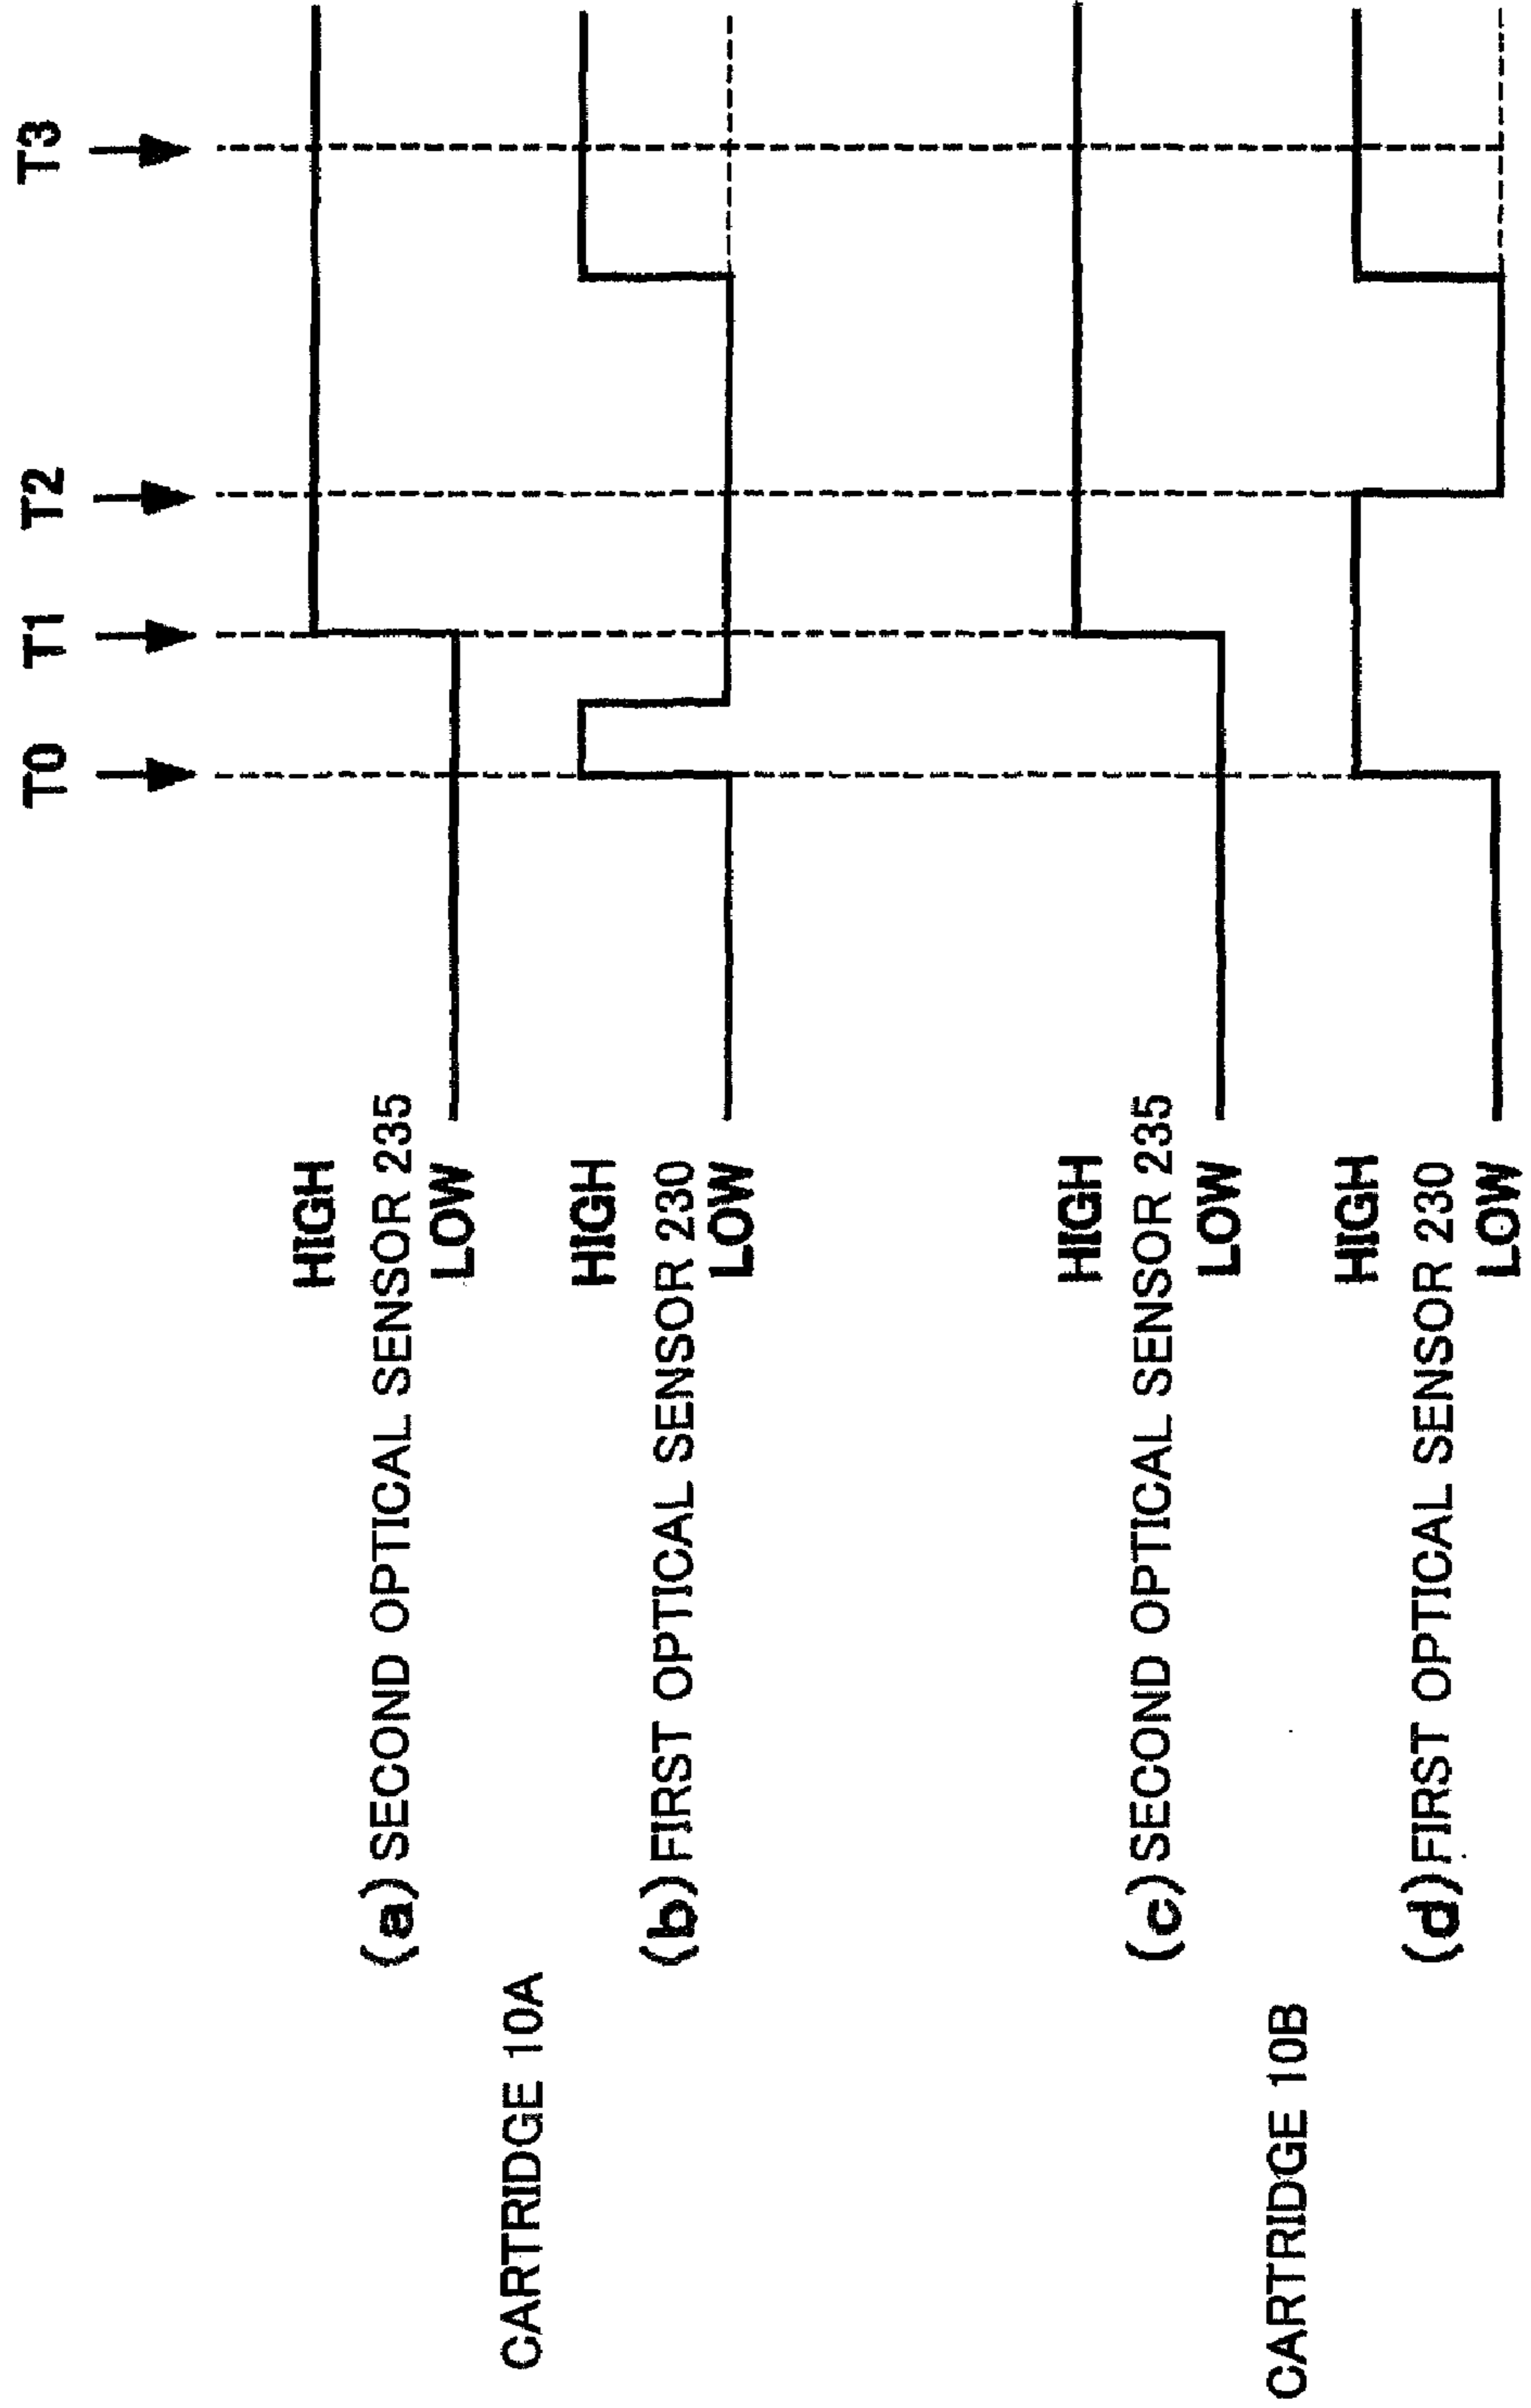 T0 T1 T2 T3
CARTRIDGE 10A
(a) SECOND OPTICAL SENSOR 235
HIGH
LOW
(b) FIRST OPTICAL SENSOR 230
HIGH
LOW
CARTRIDGE 10B
(c) SECOND OPTICAL SENSOR 235
HIGH
LOW
(d) FIRST OPTICAL SENSOR 230
HIGH
LOW